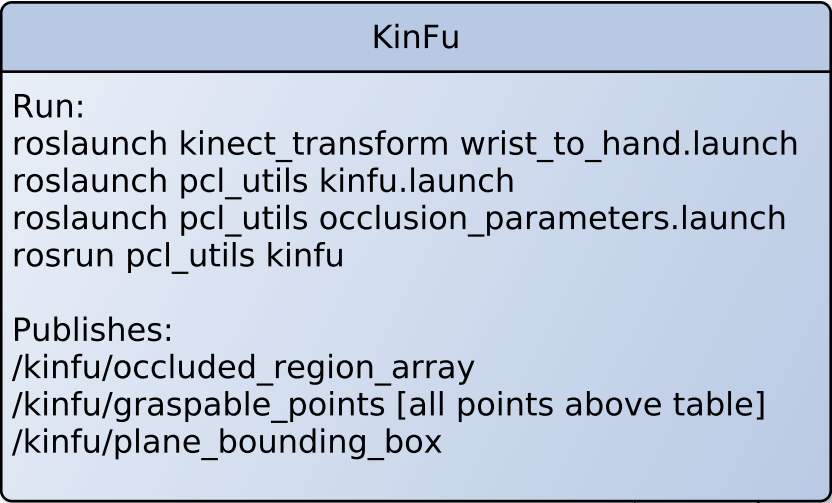 KinFu
Run:
roslaunch kinect_transform wrist_to_hand.launch
roslaunch pcl_utils kinfu.launch
roslaunch pcl_utils occlusion_parameters.launch
rosrun pcl_utils kinfu
Publishes:
/kinfu/occluded_region_array
/kinfu/graspable_points [all points above table]
/kinfu/plane_bounding_box